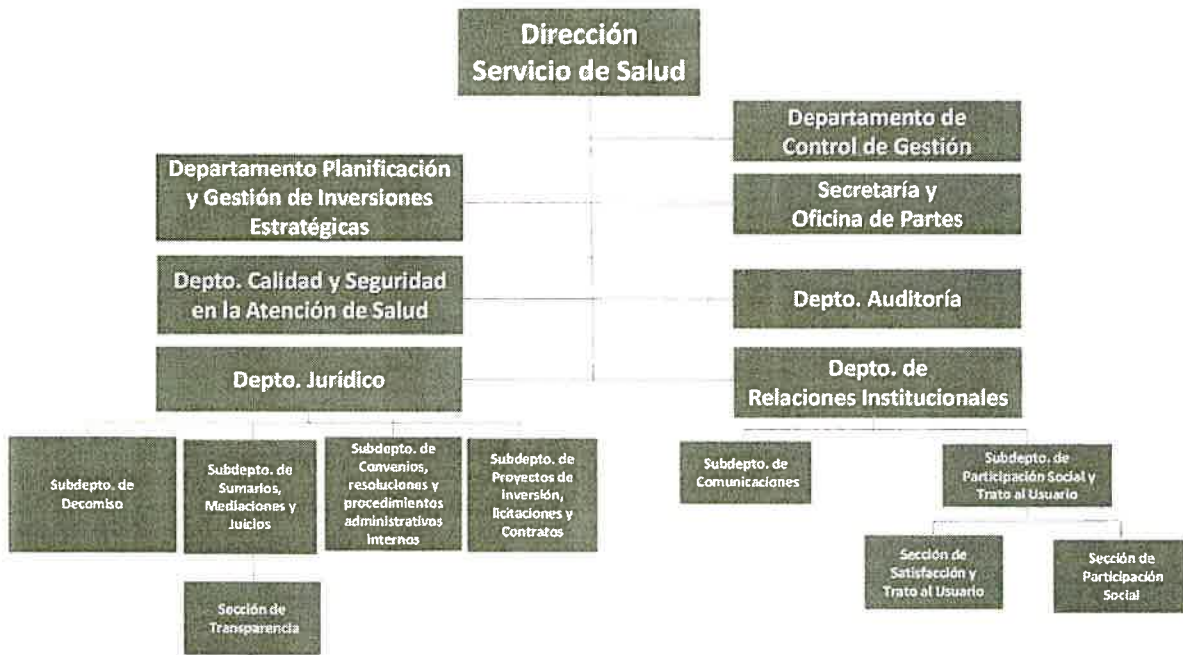 Dirección
Servicio de Salud
Departamento de
Control de Gestión
Departamento Planificación
y Gestión de Inversiones
Estratégicas
Secretaría y
Oficina de Partes
Depto. Calidad y Seguridad
en la Atención de Salud
Depto. Auditoría
Depto. Jurídico
Depto. de
Relaciones Institucionales
Subdepto. de
Decomiso
Subdepto. de
Sumarios,
Mediaciones y
Juicios
Subdepto. de
Convenios,
resoluciones y
procedimientos
administrativos
internos
Subdepto. de
Proyectos de
inversión,
licitaciones y
Contratos
Subdepto. de
Comunicaciones
Subdepto. de
Participación Social y
Trato al Usuario
Sección de
Satisfacción y
Trato al Usuario
Sección de
Participación
Social
Sección de
Transparencia